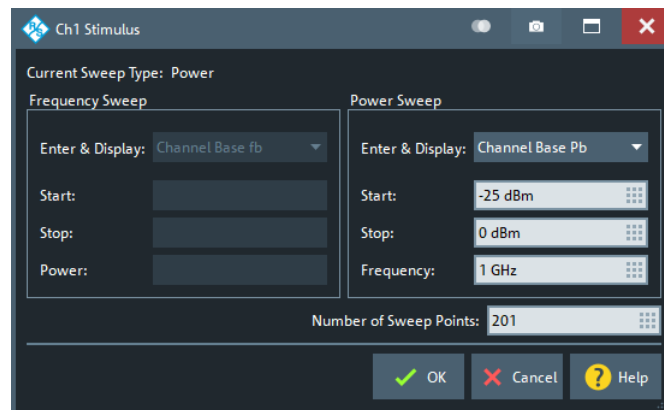 Ch1 Stimulus
Current Sweep Type: Power
Frequency Sweep
Enter & Display: Channel Base fb
Start:
Stop:
Power:
Power Sweep
Enter & Display: Channel Base Pb
Start: -25 dBm
Stop: 0 dBm
Frequency: 1 GHz
Number of Sweep Points: 201
OK
Cancel
? Help